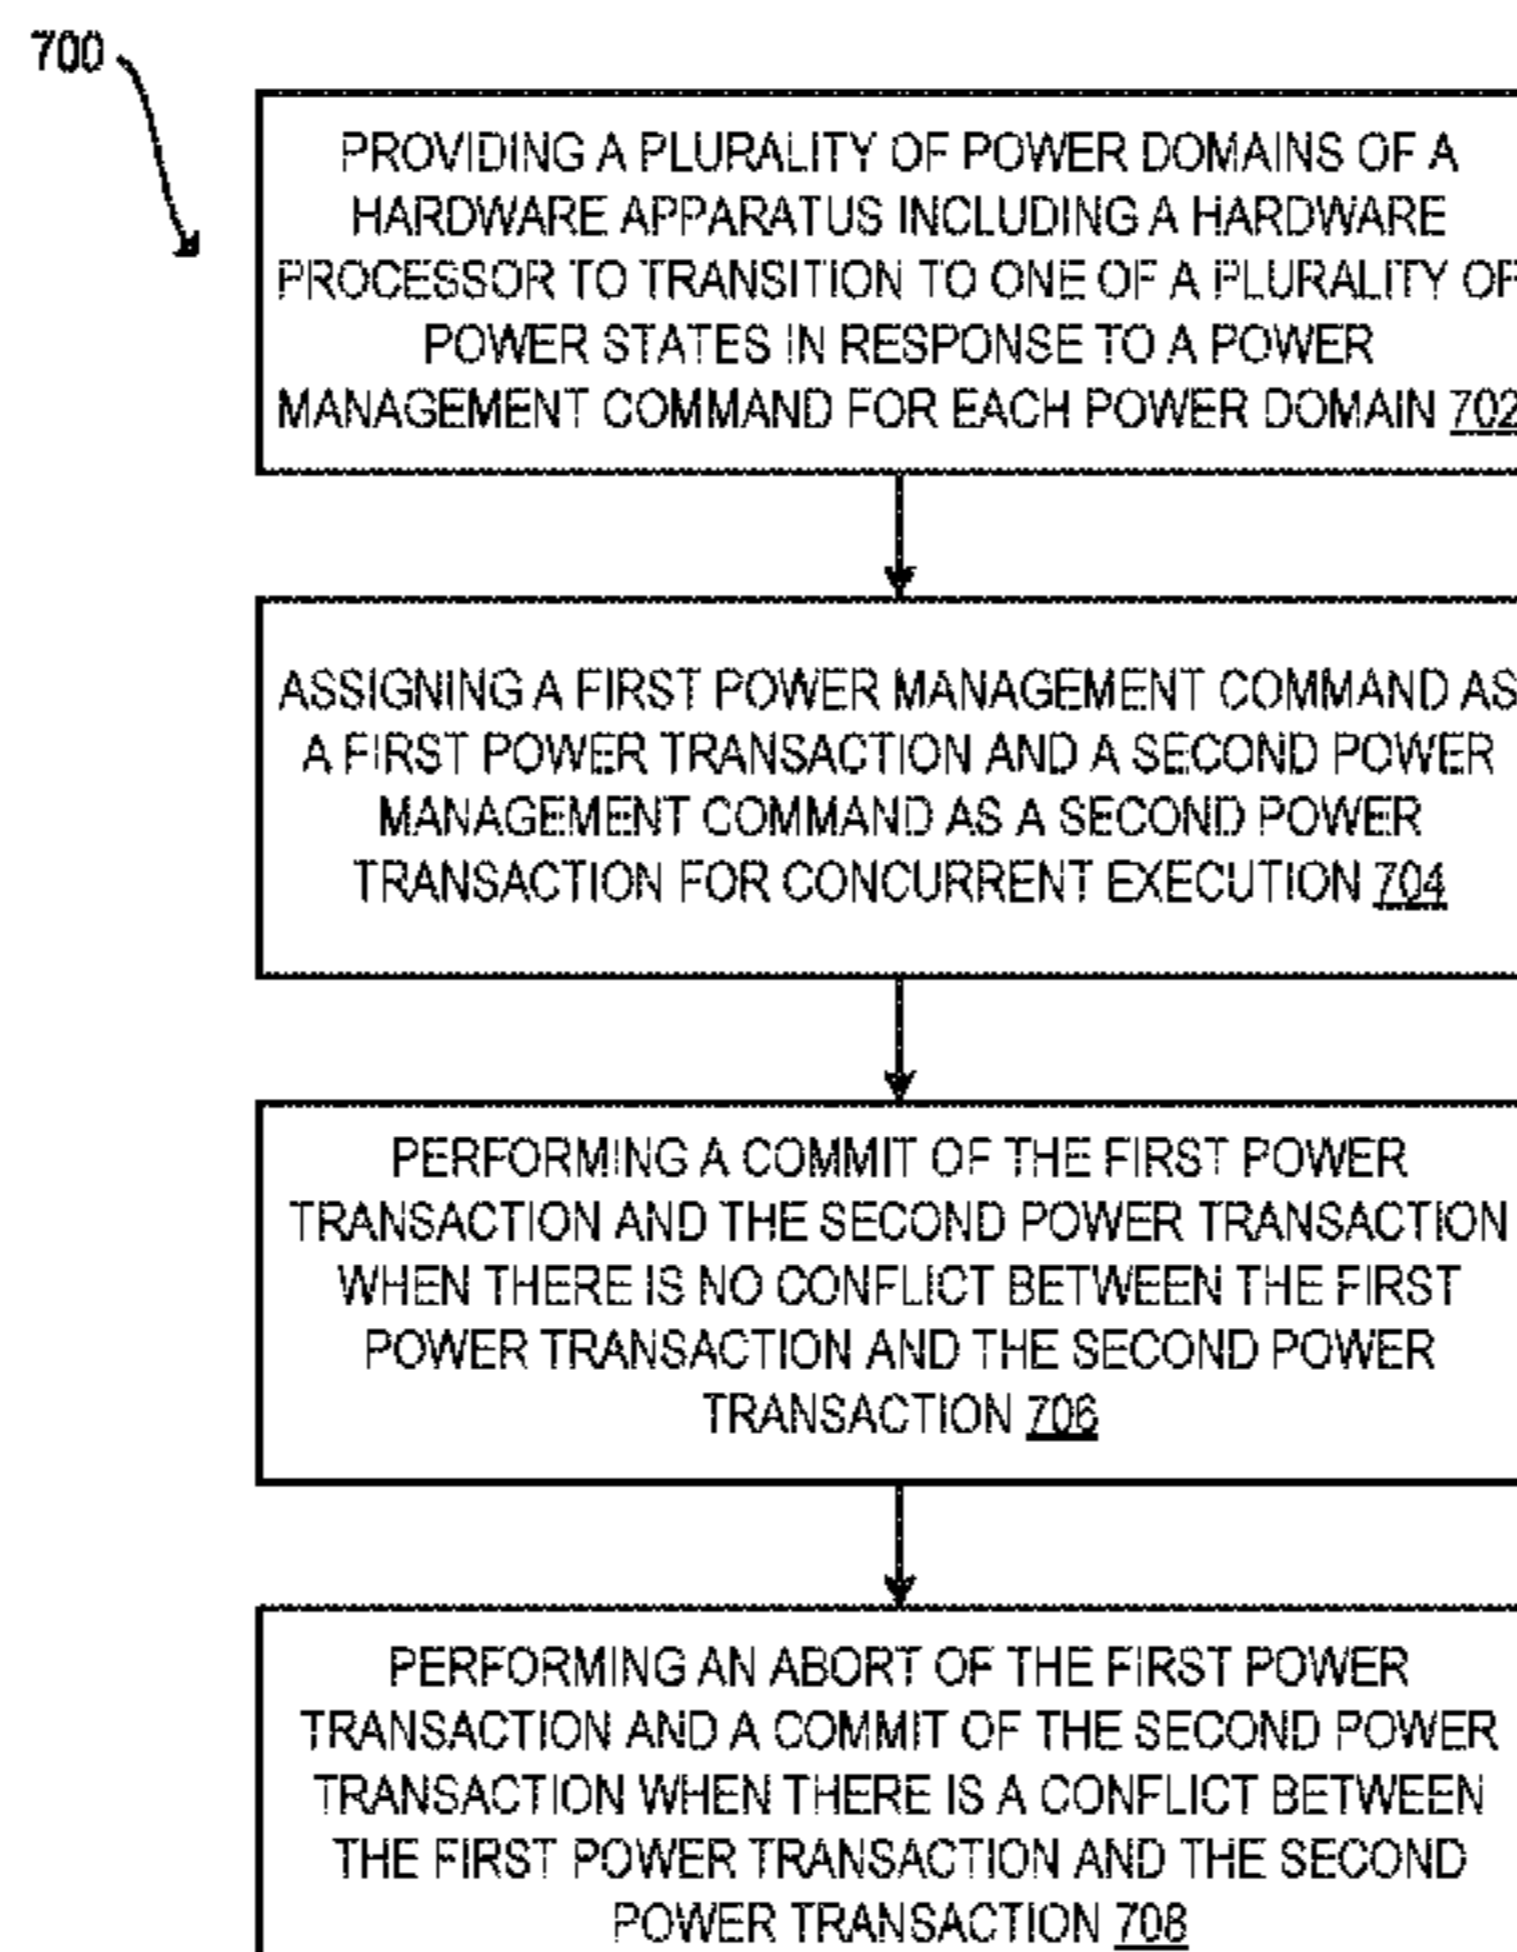 700
PROVIDING A PLURALITY OF POWER DOMAINS OF A
HARDWARE APPARATUS INCLUDING A HARDWARE
PROCESSOR TO TRANSITION TO ONE OF A PLURALITY OF
POWER STATES IN RESPONSE TO A POWER
MANAGEMENT COMMAND FOR EACH POWER DOMAIN 702
ASSIGNING A FIRST POWER MANAGEMENT COMMAND AS
A FIRST POWER TRANSACTION AND A SECOND POWER
MANAGEMENT COMMAND AS A SECOND POWER
TRANSACTION FOR CONCURRENT EXECUTION 704
PERFORMING A COMMIT OF THE FIRST POWER
TRANSACTION AND THE SECOND POWER TRANSACTION
WHEN THERE IS NO CONFLICT BETWEEN THE FIRST
POWER TRANSACTION AND THE SECOND POWER
TRANSACTION 706
PERFORMING AN ABORT OF THE FIRST POWER
TRANSACTION AND A COMMIT OF THE SECOND POWER
TRANSACTION WHEN THERE IS A CONFLICT BETWEEN
THE FIRST POWER TRANSACTION AND THE SECOND
POWER TRANSACTION 708